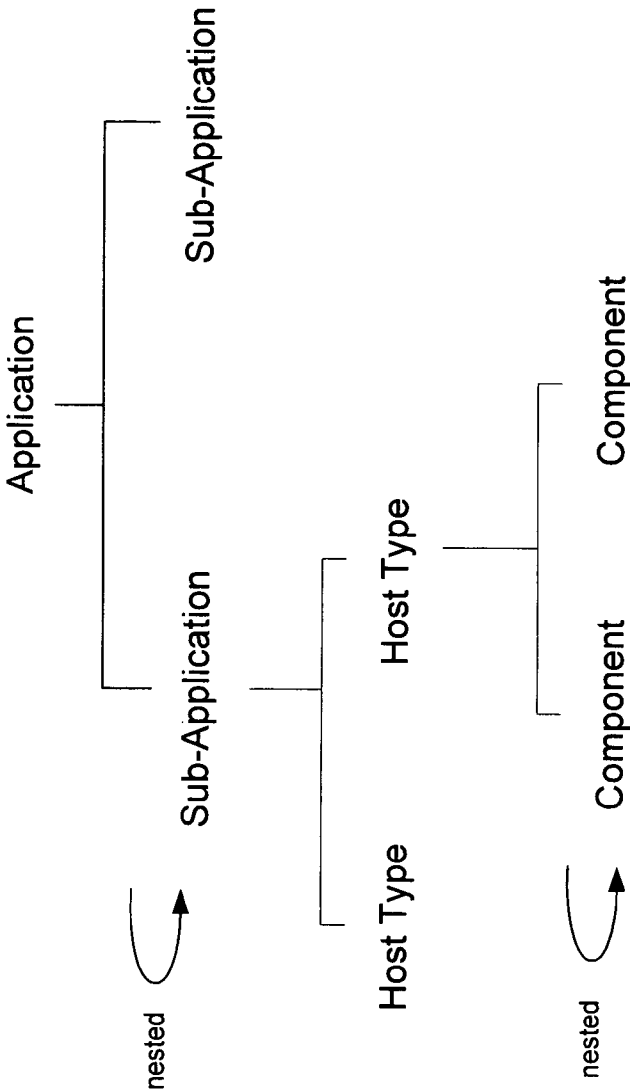 Application
Sub-Application
Sub-Application
nested
Host Type
Host Type
Component
Component
nested